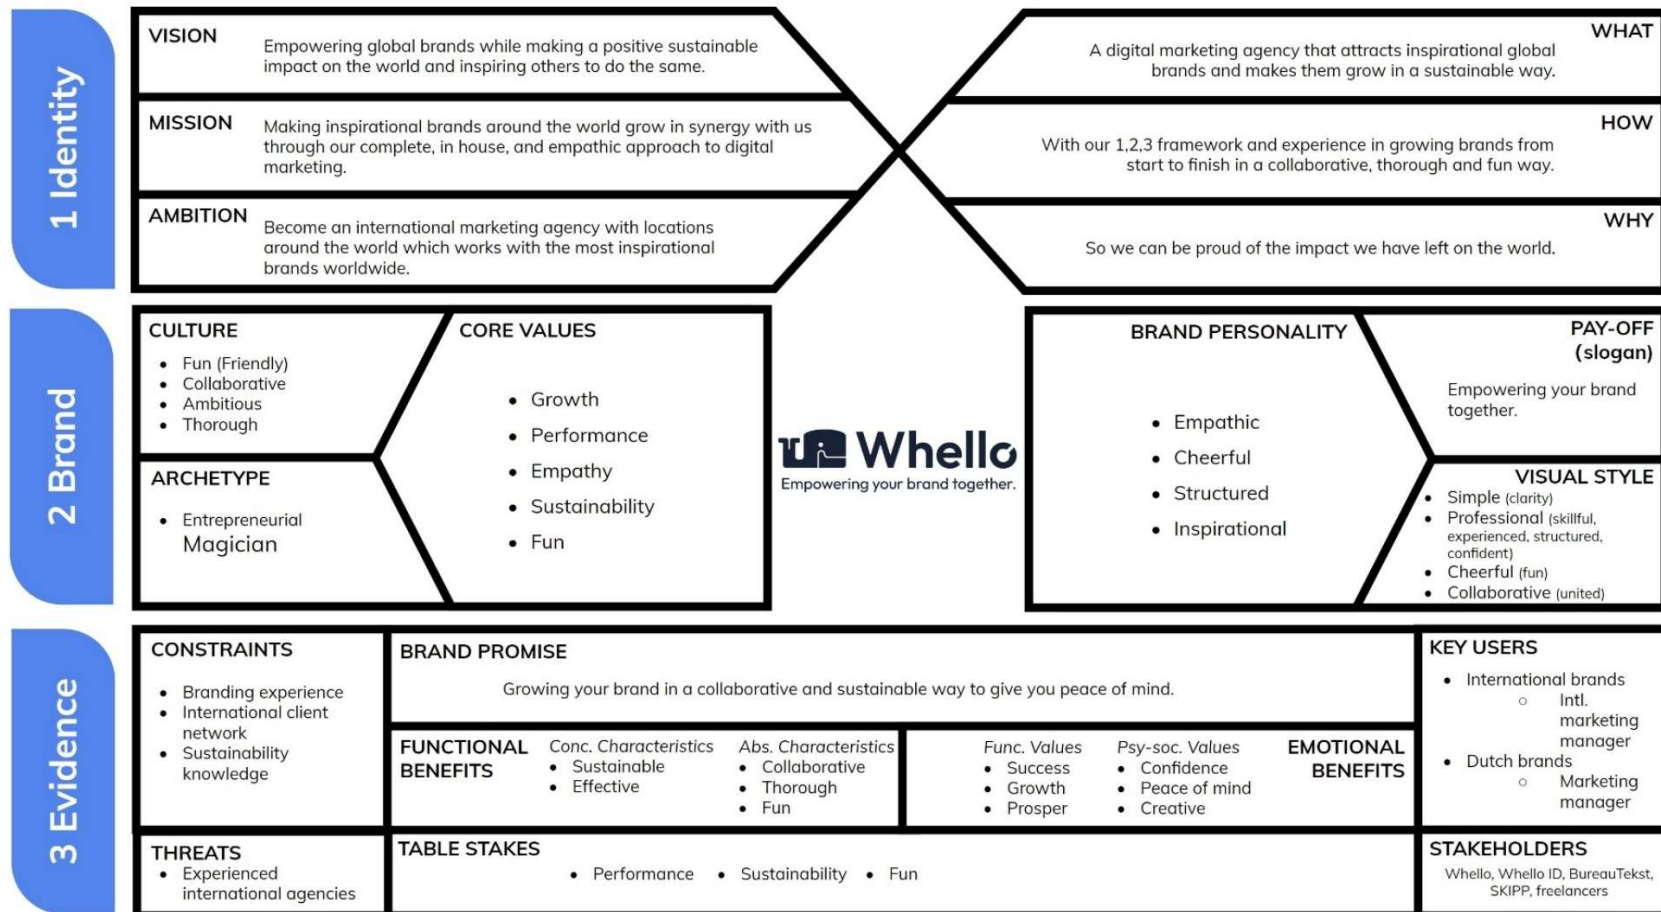 1 Identity
VISION
Empowering global brands while making a positive sustainable
impact on the world and inspiring others to do the same.
MISSION
Making inspirational brands around the world grow in synergy with us
through our complete, in house, and empathic approach to digital
marketing.
AMBITION
Become an international marketing agency with locations
around the world which works with the most inspirational
brands worldwide.
WHAT
A digital marketing agency that attracts inspirational global
brands and makes them grow in a sustainable way.
HOW
With our 1,2,3 framework and experience in growing brands from
start to finish in a collaborative, thorough and fun way.
WHY
So we can be proud of the impact we have left on the world.
2 Brand
CULTURE
• Fun (Friendly)
• Collaborative
• Ambitious
• Thorough
ARCHETYPE
• Entrepreneurial
Magician
CORE VALUES
• Growth
• Performance
• Empathy
• Sustainability
• Fun
Whello
Empowering your brand together.
BRAND PERSONALITY
• Empathic
• Cheerful
• Structured
• Inspirational
PAY-OFF
(slogan)
Empowering your brand
together.
VISUAL STYLE
• Simple (clarity)
• Professional (skillful,
experienced, structured,
confident)
• Cheerful (fun)
• Collaborative (united)
3 Evidence
CONSTRAINTS
• Branding experience
• International client
network
• Sustainability
knowledge
THREATS
• Experienced
international agencies
BRAND PROMISE
Growing your brand in a collaborative and sustainable way to give you peace of mind.
FUNCTIONAL
BENEFITS
Conc. Characteristics
• Sustainable
• Effective
Abs. Characteristics
• Collaborative
• Thorough
• Fun
Func. Values
• Success
• Growth
• Prosper
Psy-soc. Values
• Confidence
• Peace of mind
• Creative
EMOTIONAL
BENEFITS
TABLE STAKES
• Performance • Sustainability • Fun
KEY USERS
• International brands
○ Intl.
marketing
manager
• Dutch brands
○ Marketing
manager
STAKEHOLDERS
Whello, Whello ID, BureauTekst,
SKIPP, freelancers